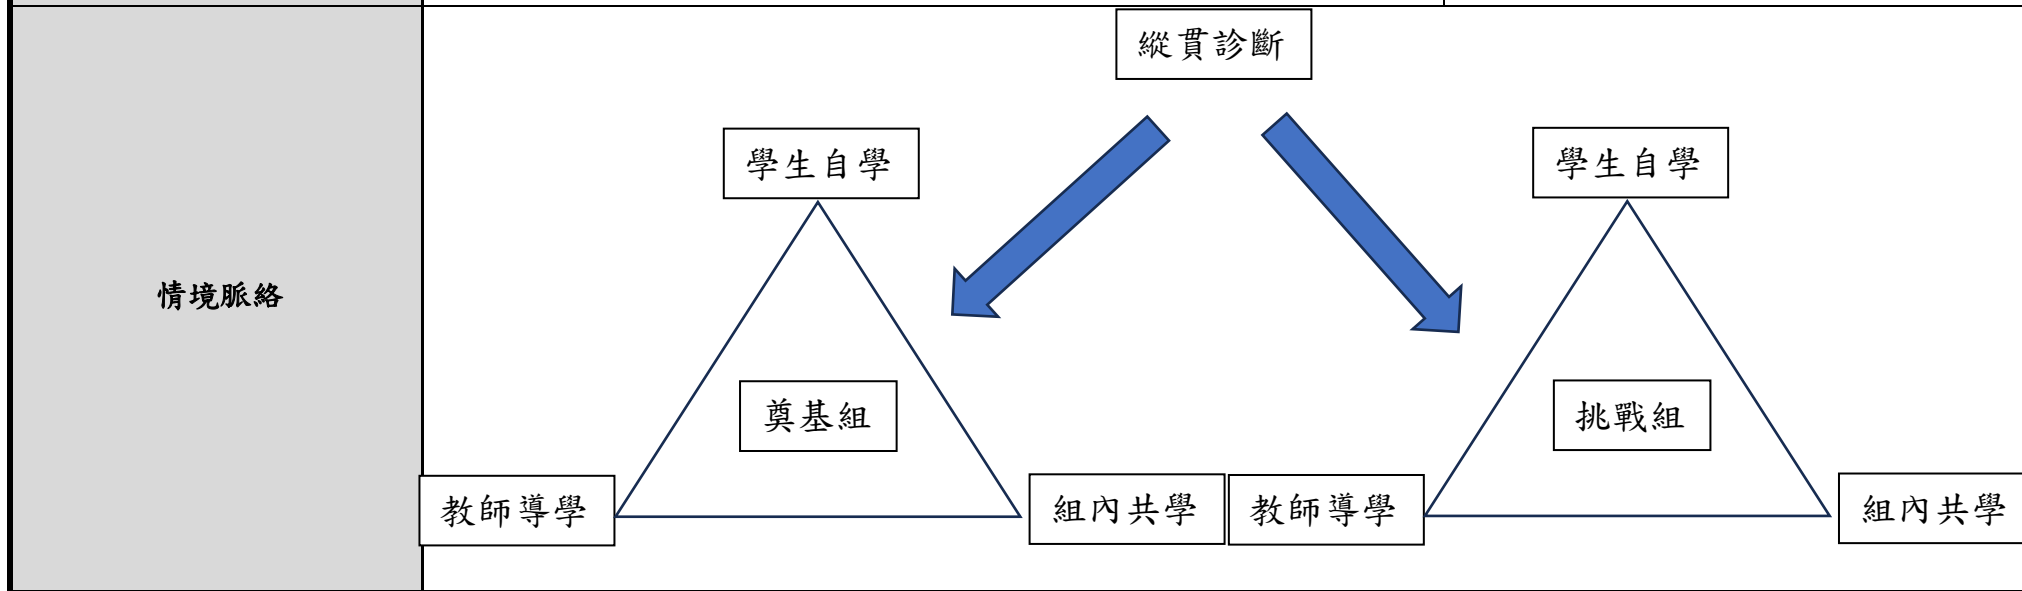 縱貫診斷
學生自學
學生自學
情境脈絡
奠基組
挑戰組
教師導學
組內共學
教師導學
組內共學